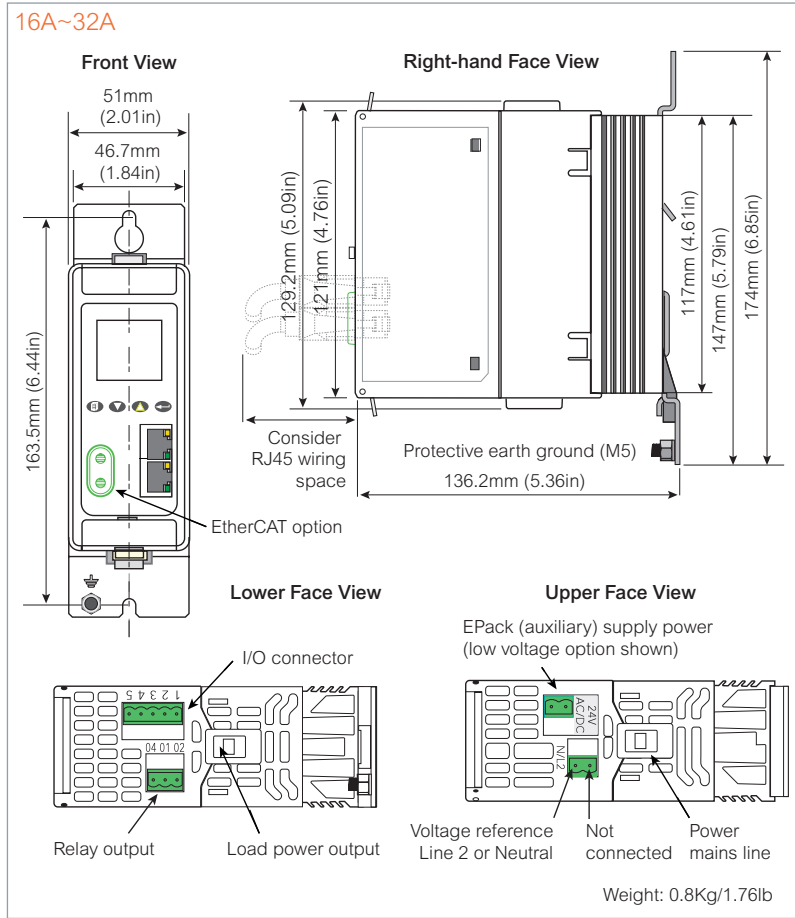 16A~32A
Front View
51mm
(2.01in)
46.7mm
(1.84in)
163.5mm (6.44in)
EtherCAT option
Right-hand Face View
129.2mm (5.09in)
121mm (4.76in)
117mm (4.61in)
147mm (5.79in)
174mm (6.85in)
Consider
RJ45 wiring
space
Protective earth ground (M5)
136.2mm (5.36in)
Lower Face View
I/O connector
5 4 3 2 1
04 01 02
Relay output
Load power output
Upper Face View
EPack (auxiliary) supply power
(low voltage option shown)
24V
AC/DC
N/L2
Voltage reference
Line 2 or Neutral
Not
connected
Power
mains line
Weight: 0.8Kg/1.76lb